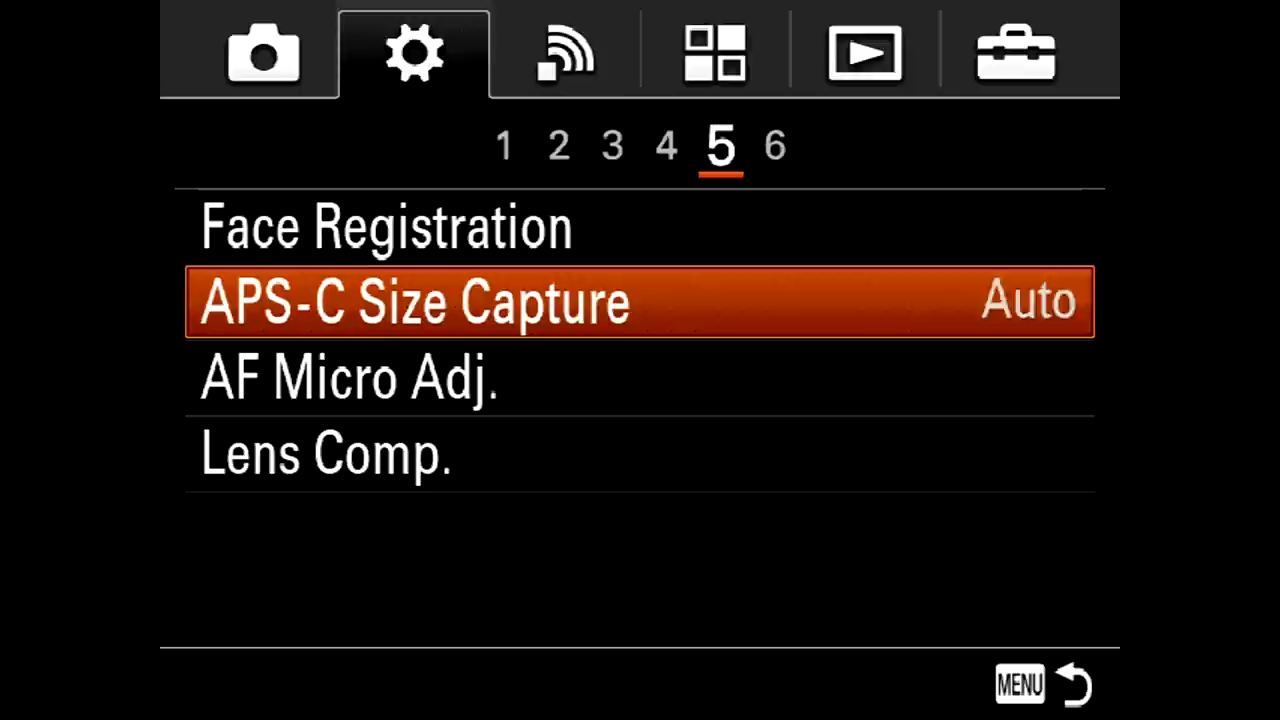 1 2 3 4 5 6
Face Registration
APS-C Size Capture Auto
AF Micro Adj.
Lens Comp.
MENU